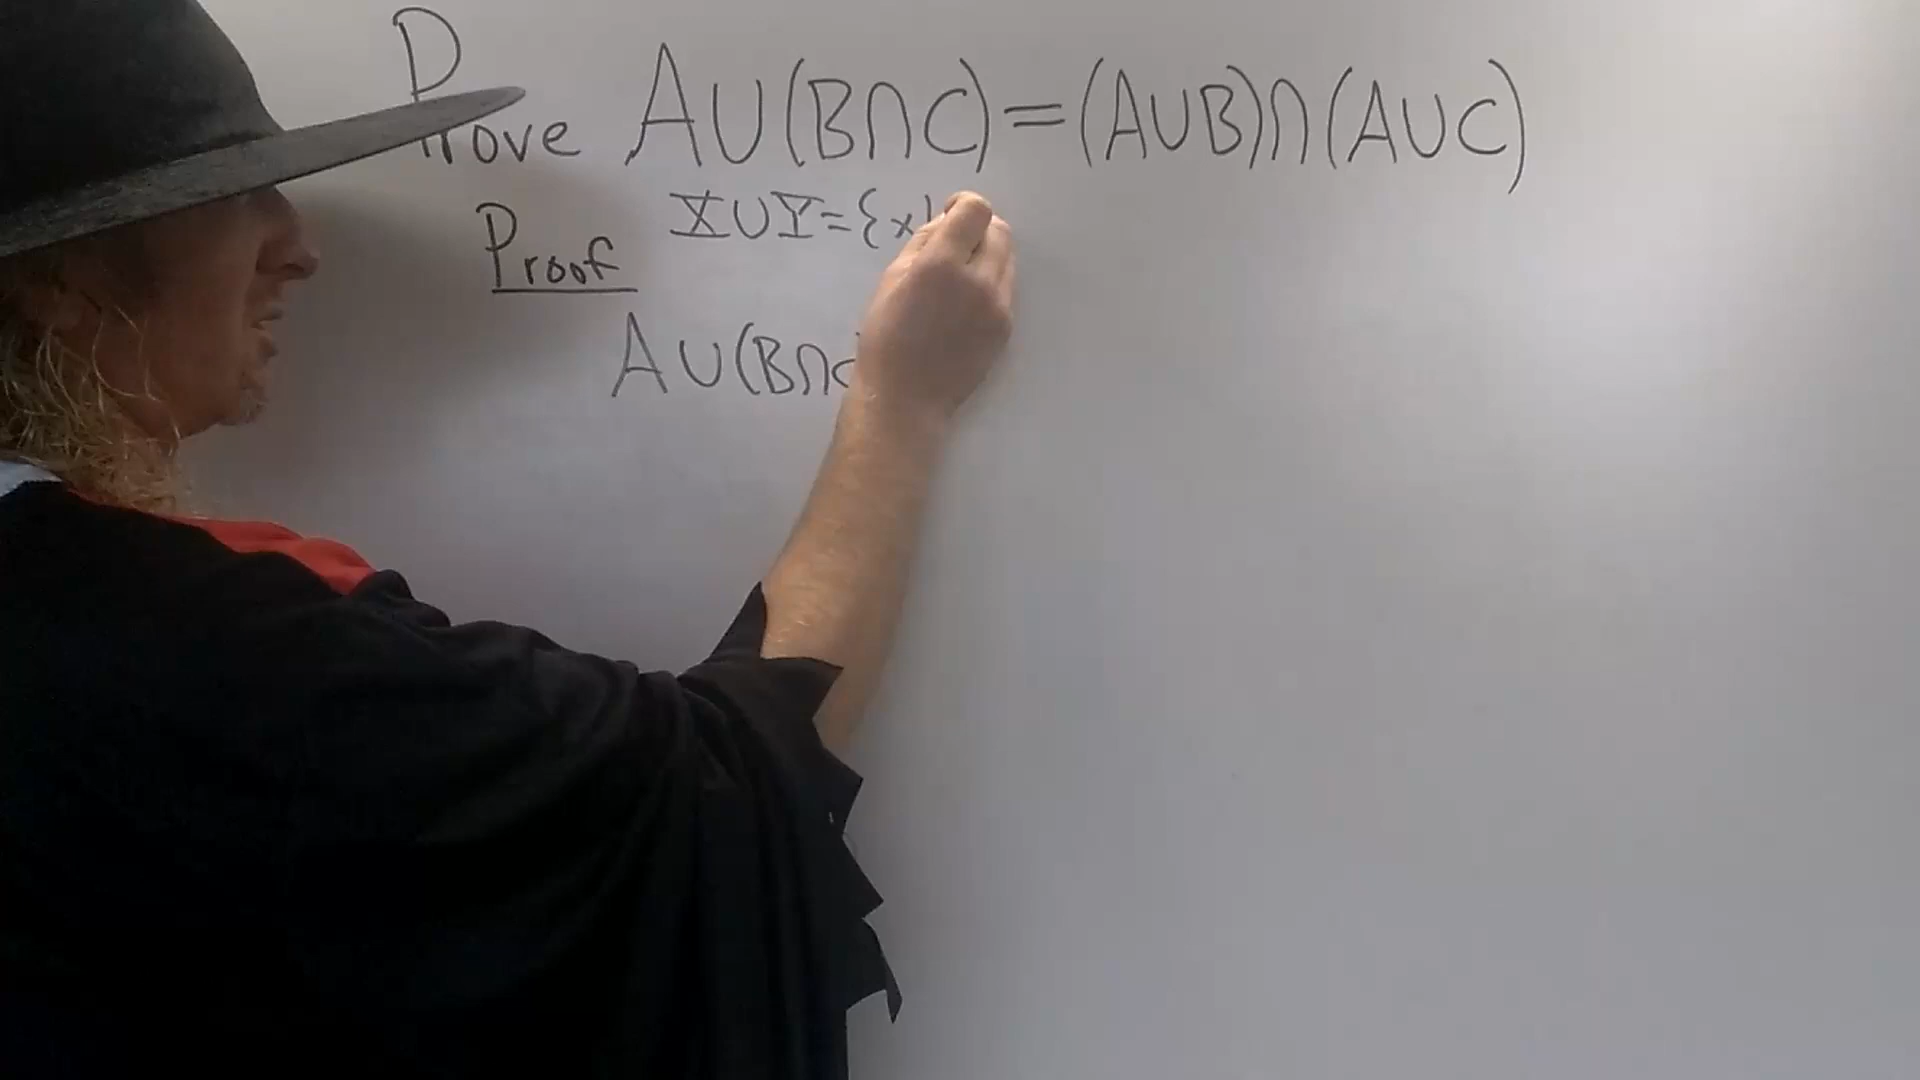 Prove A∪(B∩C)=(A∪B)∩(A∪C)
X∪Y={x|
Proof
A∪(B∩C